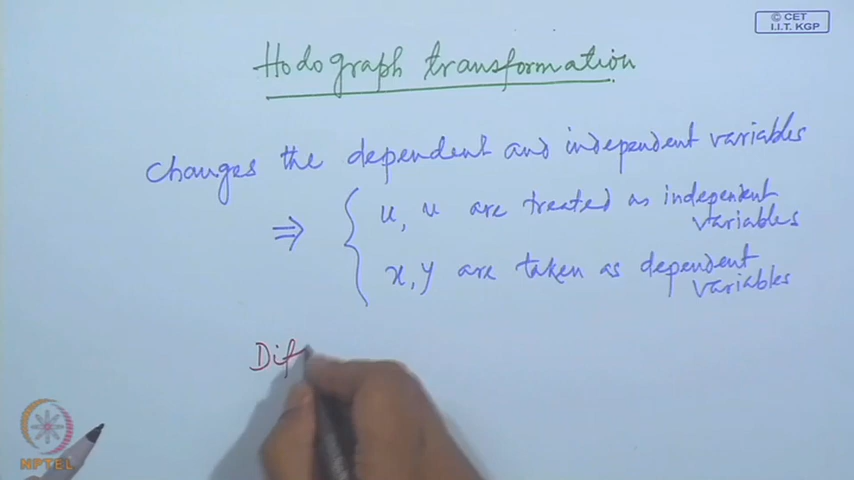 © CET
I.I.T. KGP
Hodograph transformation
Changes the dependent and independent variables
⇒ { u, u are treated as independent
variables
x, y are taken as dependent
variables
Dif
NPTEL